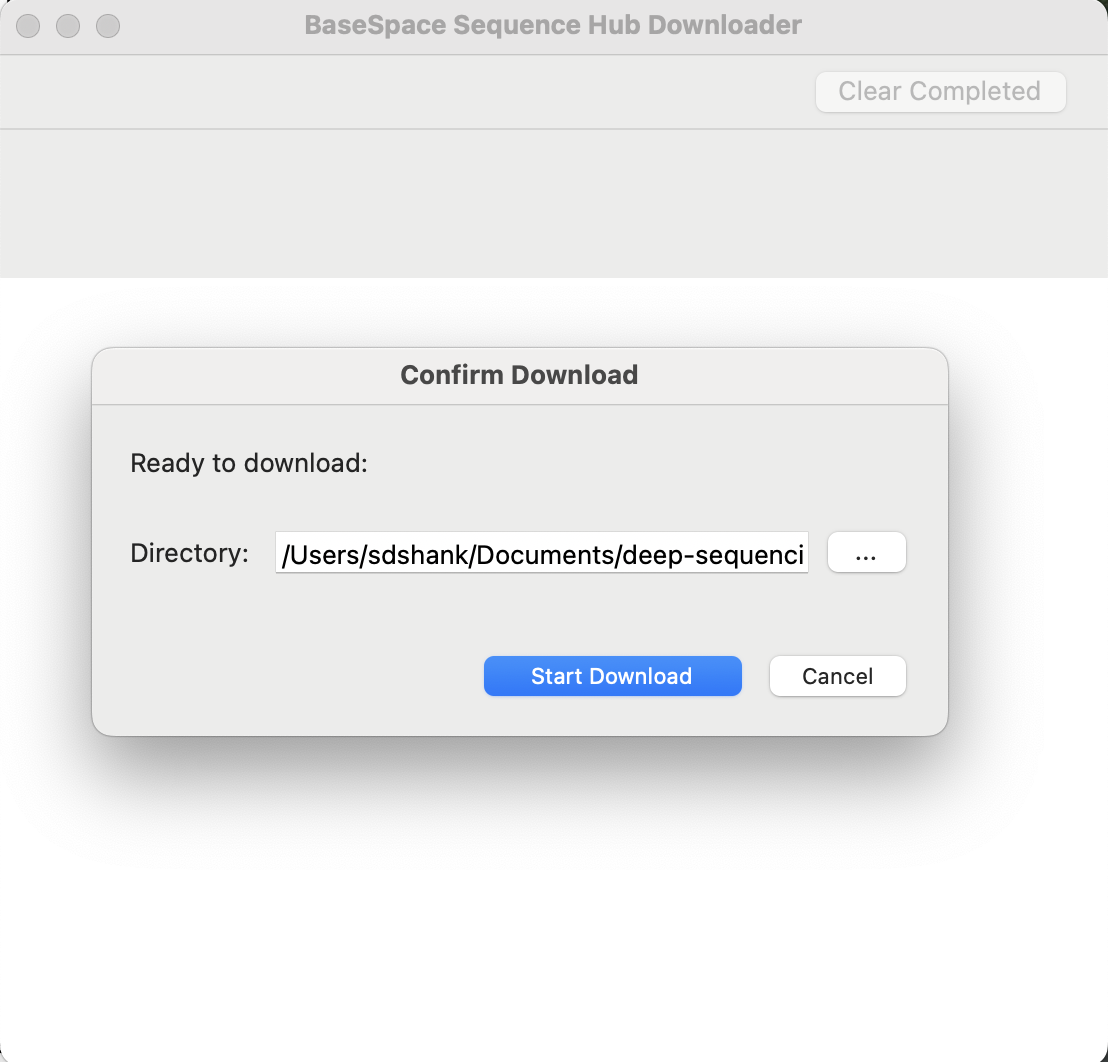 BaseSpace Sequence Hub Downloader
Clear Completed
Confirm Download
Ready to download:
Directory: /Users/sdshank/Documents/deep-sequenci ...
Start Download Cancel